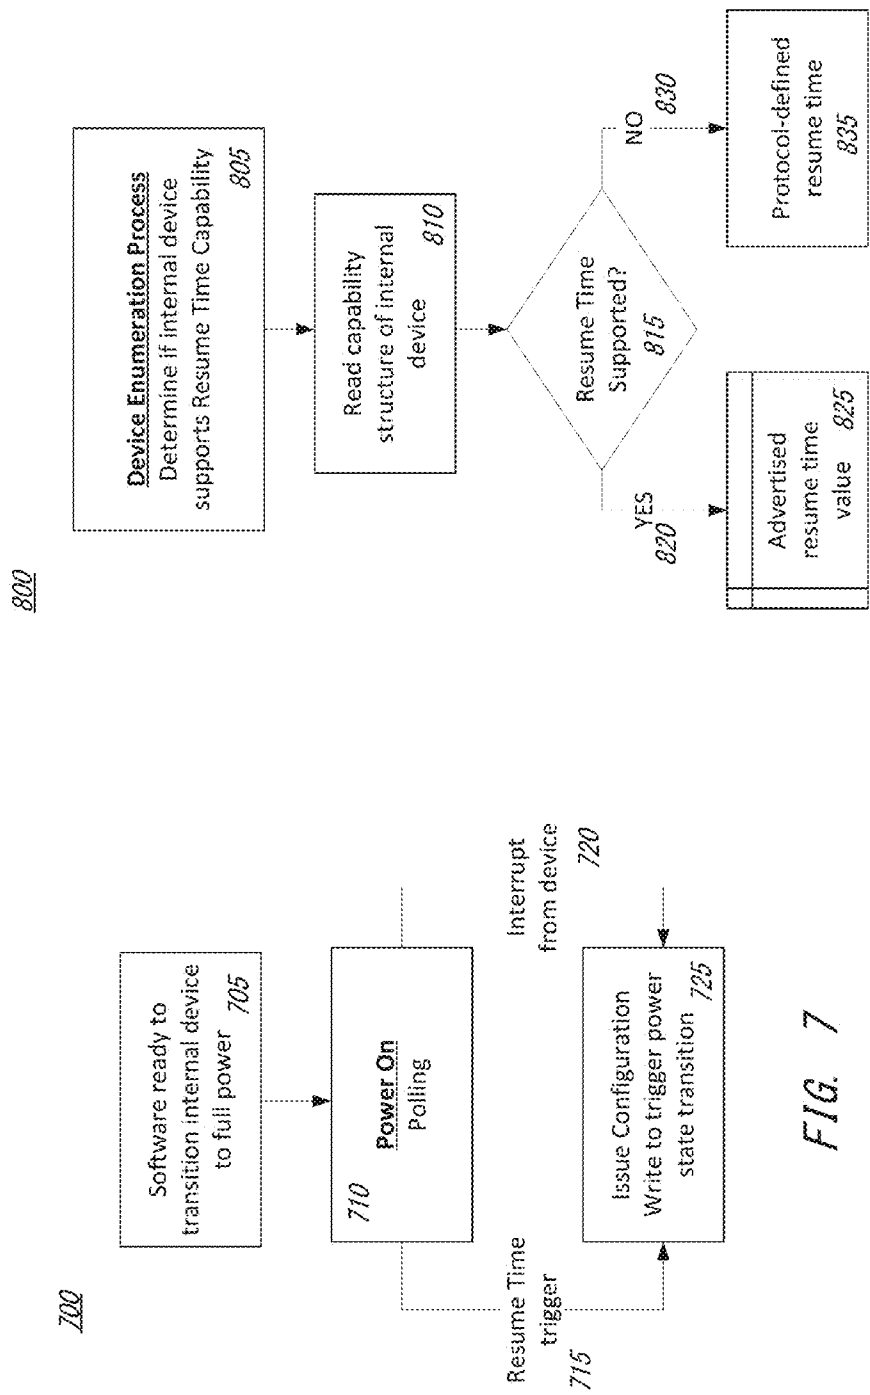 700
Software ready to
transition internal device
to full power
705
710
Power On
Polling
Resume Time
trigger
715
Interrupt
from device
720
Issue Configuration
Write to trigger power
state transition
725
FIG. 7
800
Device Enumeration Process
Determine if internal device
supports Resume Time Capability
805
Read capability
structure of internal
device
810
Resume Time
Supported?
815
YES
820
NO
830
Advertised
resume time
value
825
Protocol-defined
resume time
835